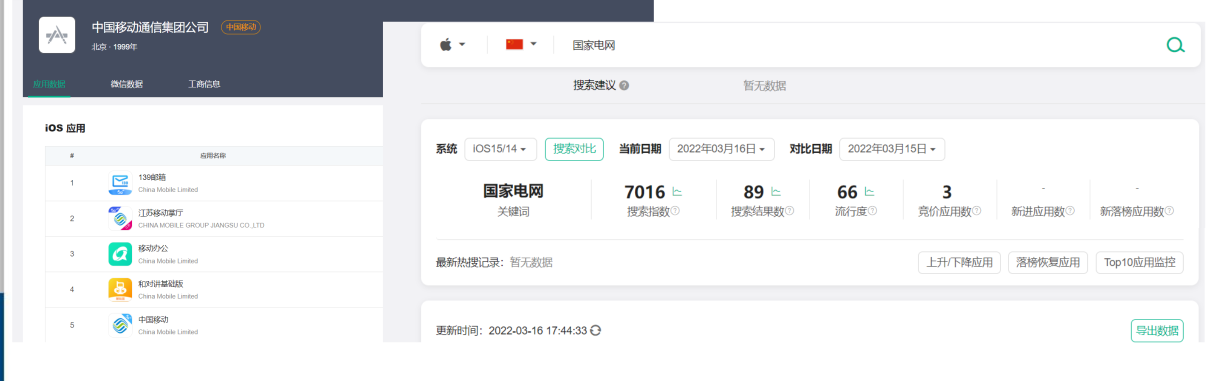 中国移动通信集团公司 中国移动
北京 · 1999年
应用数据 微信数据 工商信息
iOS 应用
# 应用名称
1 139邮箱
China Mobile Limited
2 江苏移动掌厅
CHINA MOBILE GROUP JIANGSU CO.,LTD
3 移动办公
China Mobile Limited
4 和对讲基础版
China Mobile Limited
5 中国移动
China Mobile Limited
国家电网
搜索建议 ? 暂无数据
系统 iOS15/14 搜索对比 当前日期 2022年03月16日 对比日期 2022年03月15日
国家电网 7016 89 66 3 - -
关键词 搜索指数? 搜索结果数? 流行度? 竞价应用数? 新进应用数? 新落榜应用数?
最新热搜记录: 暂无数据 上升/下降应用 落榜恢复应用 Top10应用监控
更新时间: 2022-03-16 17:44:33 导出数据